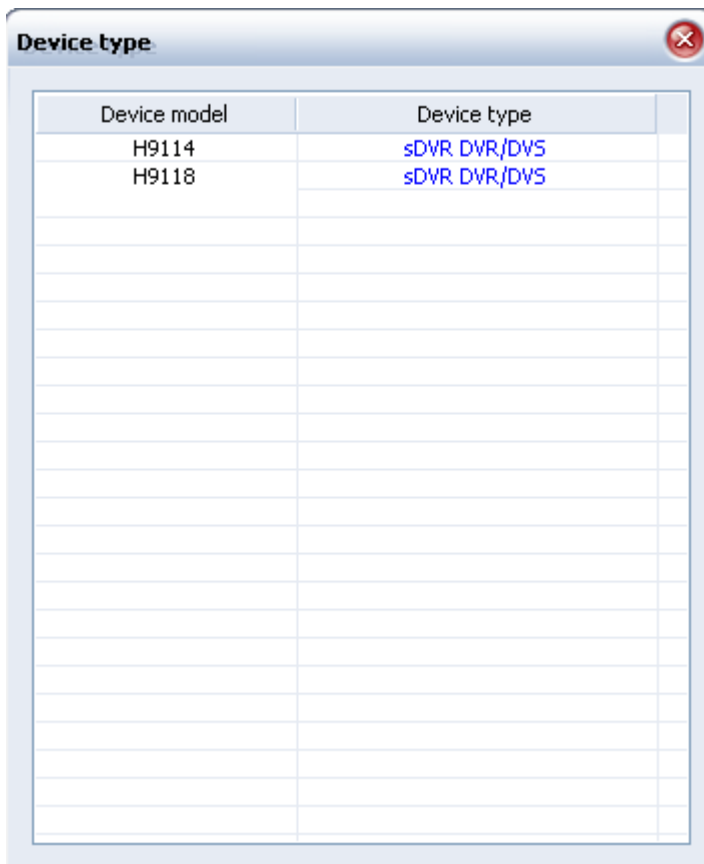 Device type
Device model Device type
H9114 sDVR DVR/DVS
H9118 sDVR DVR/DVS